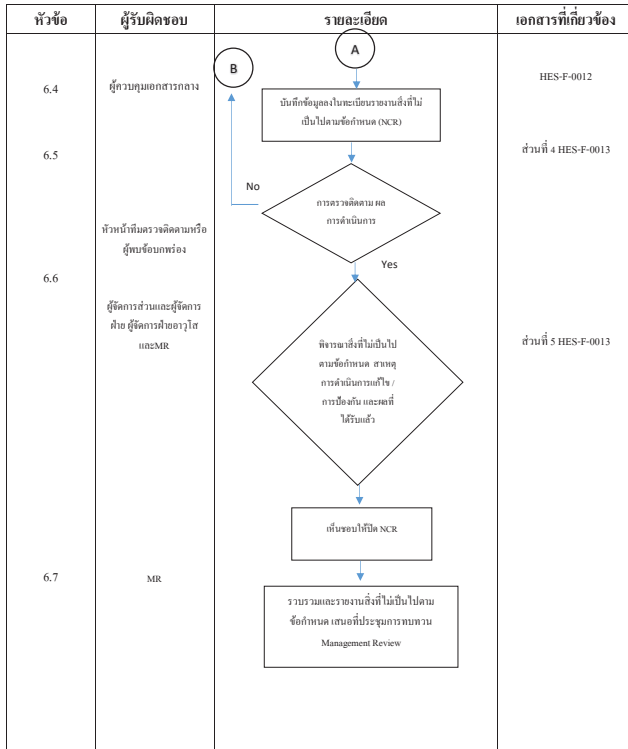 หัวข้อ ผู้รับผิดชอบ รายละเอียด เอกสารที่เกี่ยวข้อง
A
B
6.4
ผู้ควบคุมเอกสารกลาง
HES-F-0012
บันทึกข้อมูลลงในทะเบียนรายงานสิ่งที่ไม่
เป็นไปตามข้อกำหนด (NCR)
6.5
ส่วนที่ 4 HES-F-0013
No
การตรวจติดตาม ผล
การดำเนินการ
หัวหน้าทีมตรวจติดตามหรือ
ผู้พบข้อบกพร่อง
Yes
6.6
ผู้จัดการส่วนและผู้จัดการ
ฝ่าย ผู้จัดการฝ่ายอาวุโส
และMR
ส่วนที่ 5 HES-F-0013
พิจารณาสิ่งที่ไม่เป็นไป
ตามข้อกำหนด สาเหตุ
การดำเนินการแก้ไข /
การป้องกัน และผลที่
ได้รับแล้ว
เห็นชอบให้ปิด NCR
6.7
MR
รวบรวมและรายงานสิ่งที่ไม่เป็นไปตาม
ข้อกำหนด เสนอที่ประชุมการทบทวน
Management Review